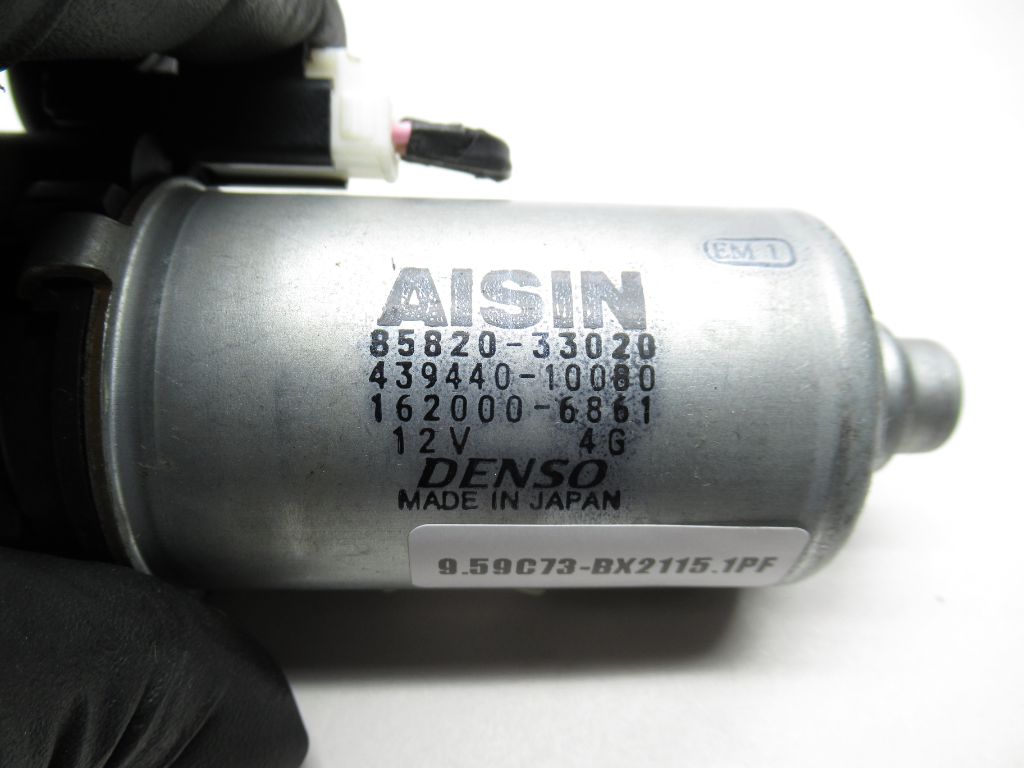 EM 1
AISIN
85820-33020
439440-10080
162000-6861
12V 4G
DENSO
MADE IN JAPAN
9.59C73-BX2115.1PF